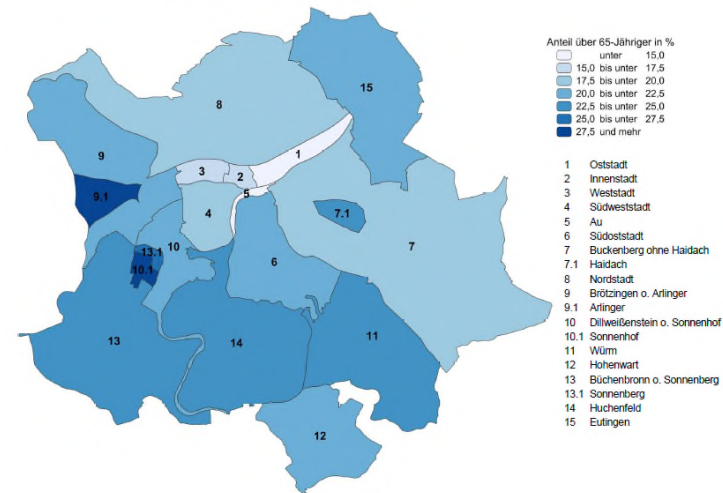 Anteil über 65-Jähriger in %
unter 15,0
15,0 bis unter 17,5
17,5 bis unter 20,0
20,0 bis unter 22,5
22,5 bis unter 25,0
25,0 bis unter 27,5
27,5 und mehr
15
8
1
9
3
2
5
9.1
4
7.1
7
10
13.1
10.1
6
13
14
11
12
1 Oststadt
2 Innenstadt
3 Weststadt
4 Südweststadt
5 Au
6 Südoststadt
7 Buckenberg ohne Haidach
7.1 Haidach
8 Nordstadt
9 Brötzingen o. Arlinger
9.1 Arlinger
10 Dillweißenstein o. Sonnenhof
10.1 Sonnenhof
11 Würm
12 Hohenwart
13 Büchenbronn o. Sonnenberg
13.1 Sonnenberg
14 Huchenfeld
15 Eutingen